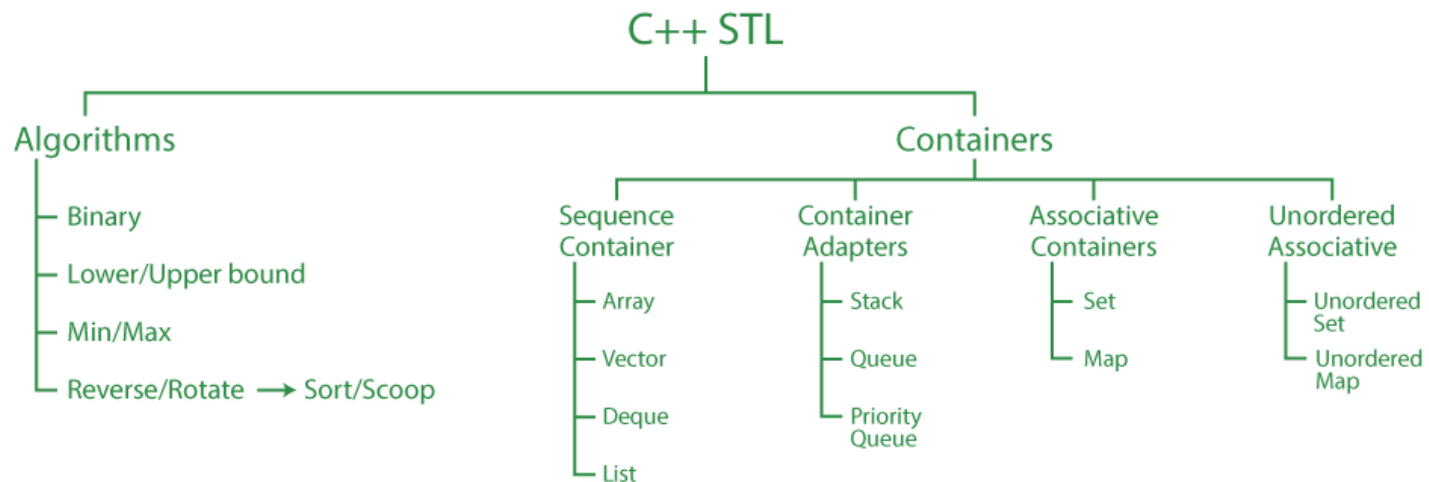 C++ STL
Algorithms
Binary
Lower/Upper bound
Min/Max
Reverse/Rotate → Sort/Scoop
Containers
Sequence
Container
Array
Vector
Deque
List
Container
Adapters
Stack
Queue
Priority
Queue
Associative
Containers
Set
Map
Unordered
Associative
Unordered
Set
Unordered
Map